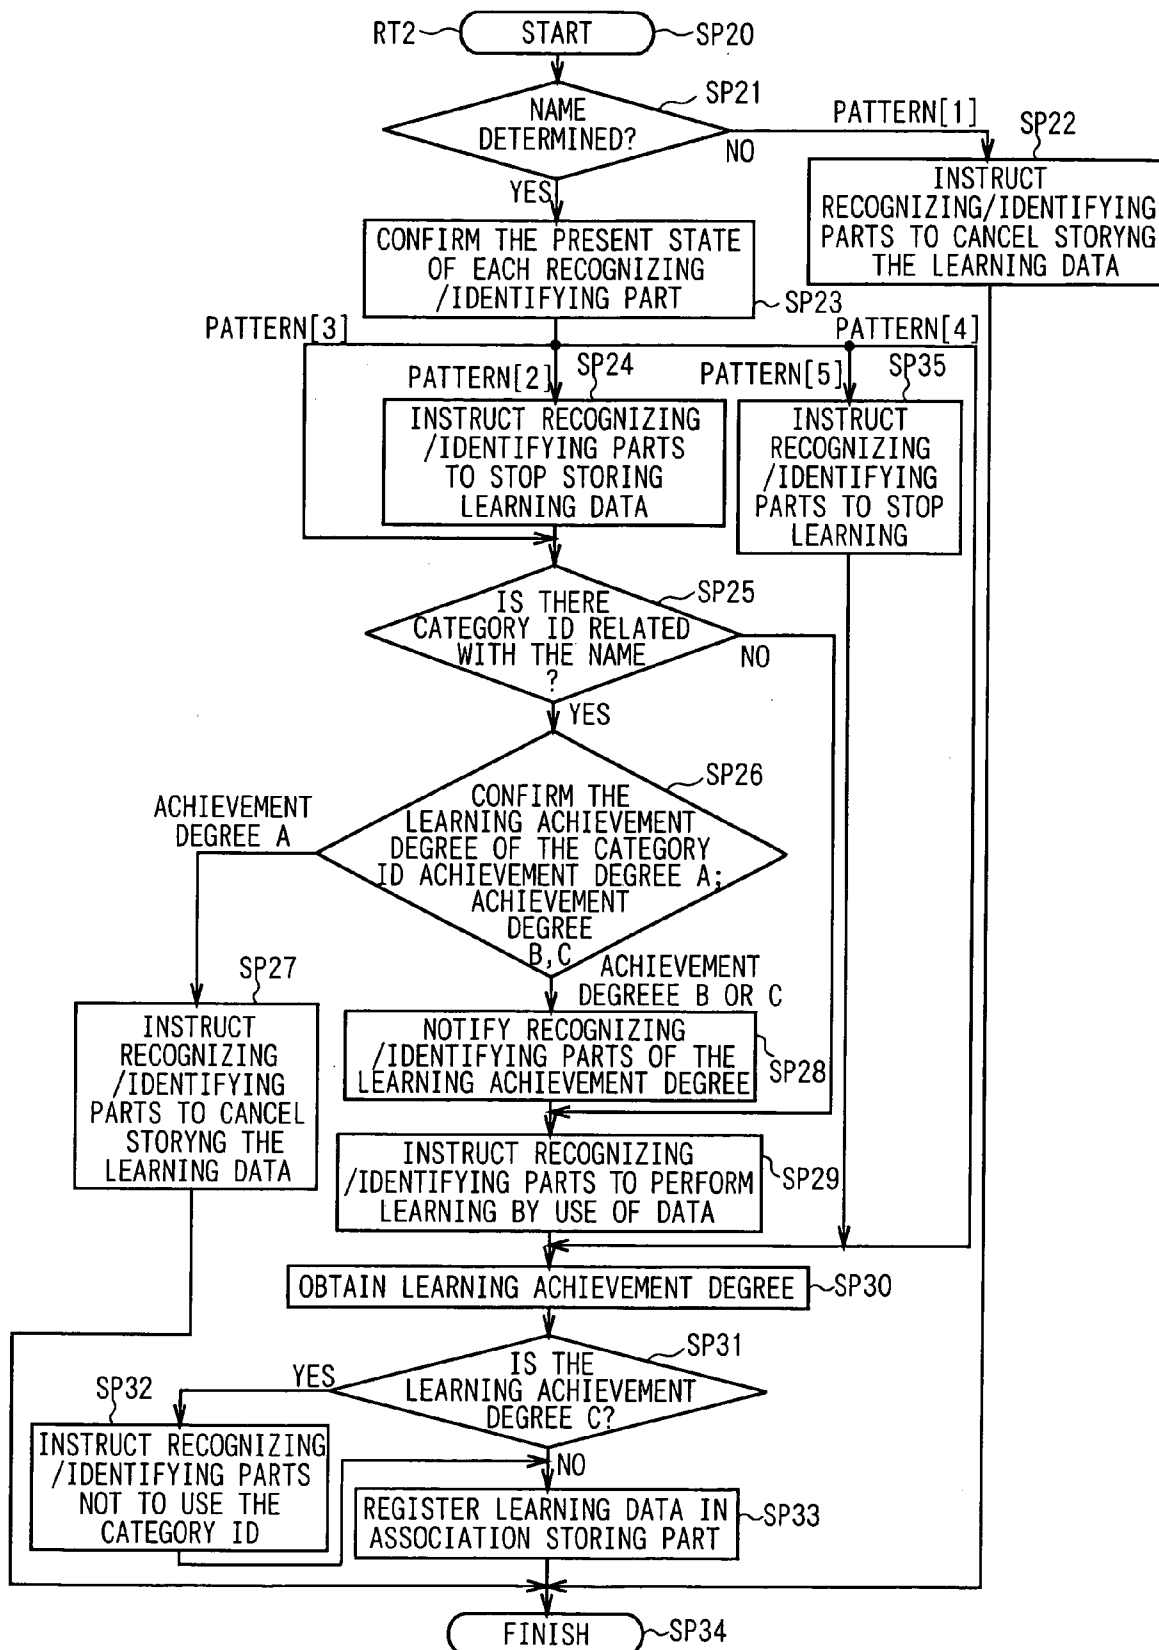 RT2
START
SP20
NAME
DETERMINED?
SP21
PATTERN[1]
NO
YES
SP22
INSTRUCT
RECOGNIZING/IDENTIFYING
PARTS TO CANCEL STORYNG
THE LEARNING DATA
CONFIRM THE PRESENT STATE
OF EACH RECOGNIZING
/IDENTIFYING PART
SP23
PATTERN[3]
PATTERN[4]
PATTERN[2]
SP24
PATTERN[5]
SP35
INSTRUCT RECOGNIZING
/IDENTIFYING PARTS
TO STOP STORING
LEARNING DATA
INSTRUCT
RECOGNIZING
/IDENTIFYING
PARTS TO STOP
LEARNING
SP25
IS THERE
CATEGORY ID RELATED
WITH THE NAME
?
NO
YES
SP26
CONFIRM THE
LEARNING ACHIEVEMENT
DEGREE OF THE CATEGORY
ID ACHIEVEMENT DEGREE A;
ACHIEVEMENT
DEGREE
B,C
ACHIEVEMENT
DEGREE A
ACHIEVEMENT
DEGREEE B OR C
SP27
INSTRUCT
RECOGNIZING
/IDENTIFYING
PARTS TO CANCEL
STORYNG THE
LEARNING DATA
NOTIFY RECOGNIZING
/IDENTIFYING PARTS OF THE
LEARNING ACHIEVEMENT DEGREE
SP28
INSTRUCT RECOGNIZING
/IDENTIFYING PARTS TO PERFORM
LEARNING BY USE OF DATA
SP29
OBTAIN LEARNING ACHIEVEMENT DEGREE
SP30
SP31
IS THE
LEARNING ACHIEVEMENT
DEGREE C?
YES
NO
SP32
INSTRUCT RECOGNIZING
/IDENTIFYING PARTS
NOT TO USE THE
CATEGORY ID
REGISTER LEARNING DATA IN
ASSOCIATION STORING PART
SP33
FINISH
SP34